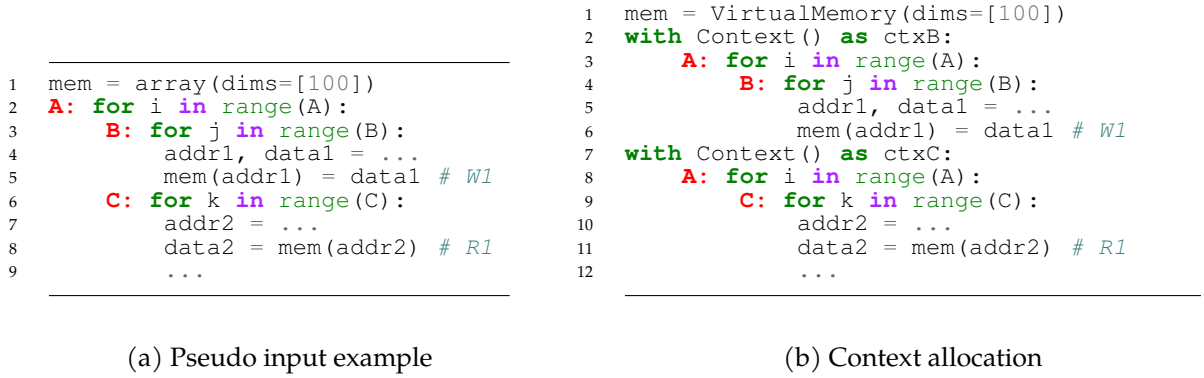 1 mem = array(dims=[100])
2 A: for i in range(A):
3     B: for j in range(B):
4         addr1, data1 = ...
5         mem(addr1) = data1 # W1
6     C: for k in range(C):
7         addr2 = ...
8         data2 = mem(addr2) # R1
9         ...
(a) Pseudo input example
1 mem = VirtualMemory(dims=[100])
2 with Context() as ctxB:
3     A: for i in range(A):
4         B: for j in range(B):
5             addr1, data1 = ...
6             mem(addr1) = data1 # W1
7 with Context() as ctxC:
8     A: for i in range(A):
9         C: for k in range(C):
10             addr2 = ...
11             data2 = mem(addr2) # R1
12             ...
(b) Context allocation